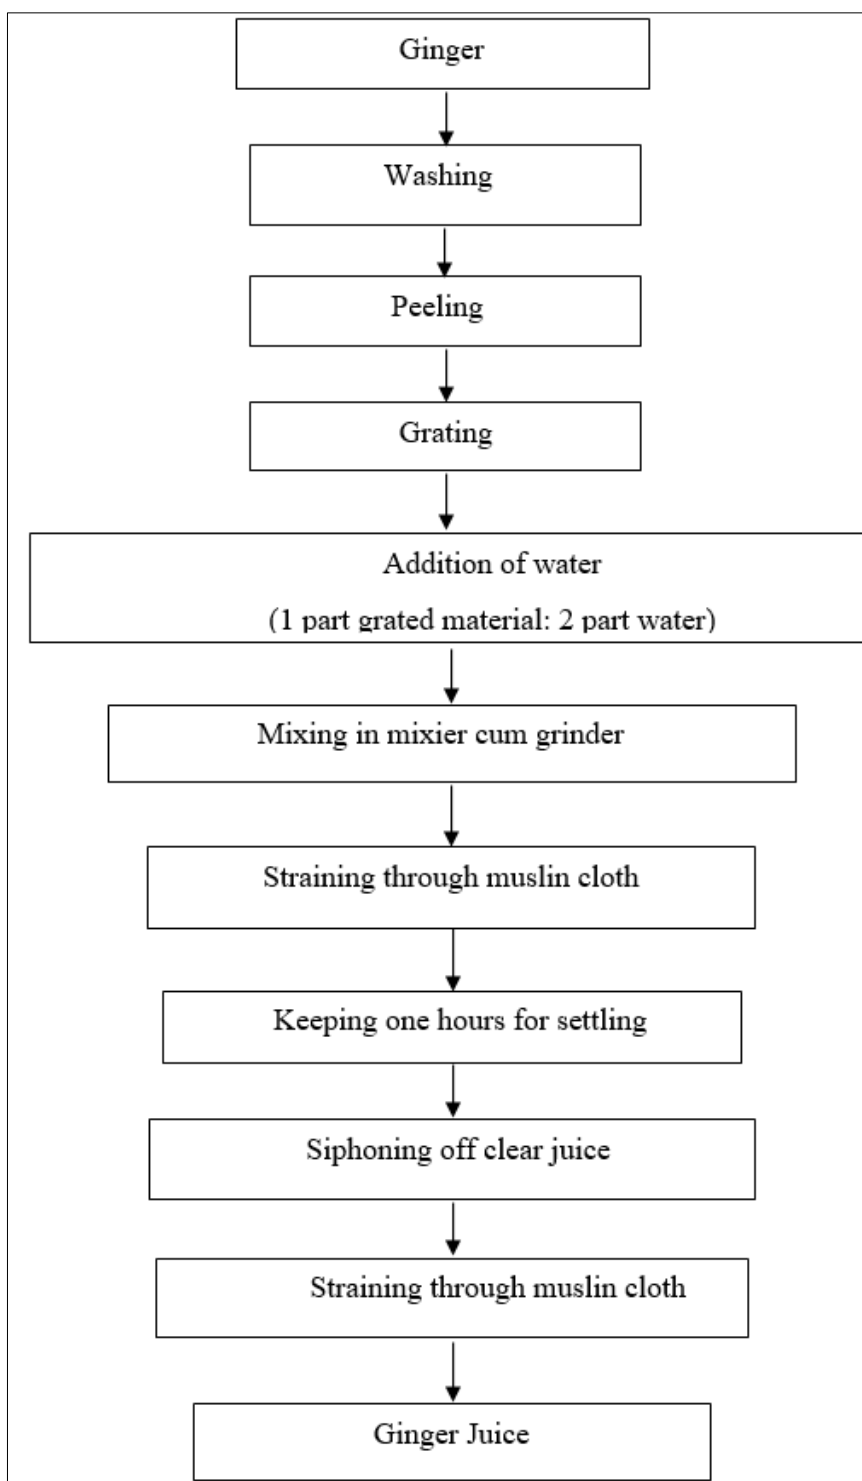 Ginger
Washing
Peeling
Grating
Addition of water
(1 part grated material: 2 part water)
Mixing in mixier cum grinder
Straining through muslin cloth
Keeping one hours for settling
Siphoning off clear juice
Straining through muslin cloth
Ginger Juice